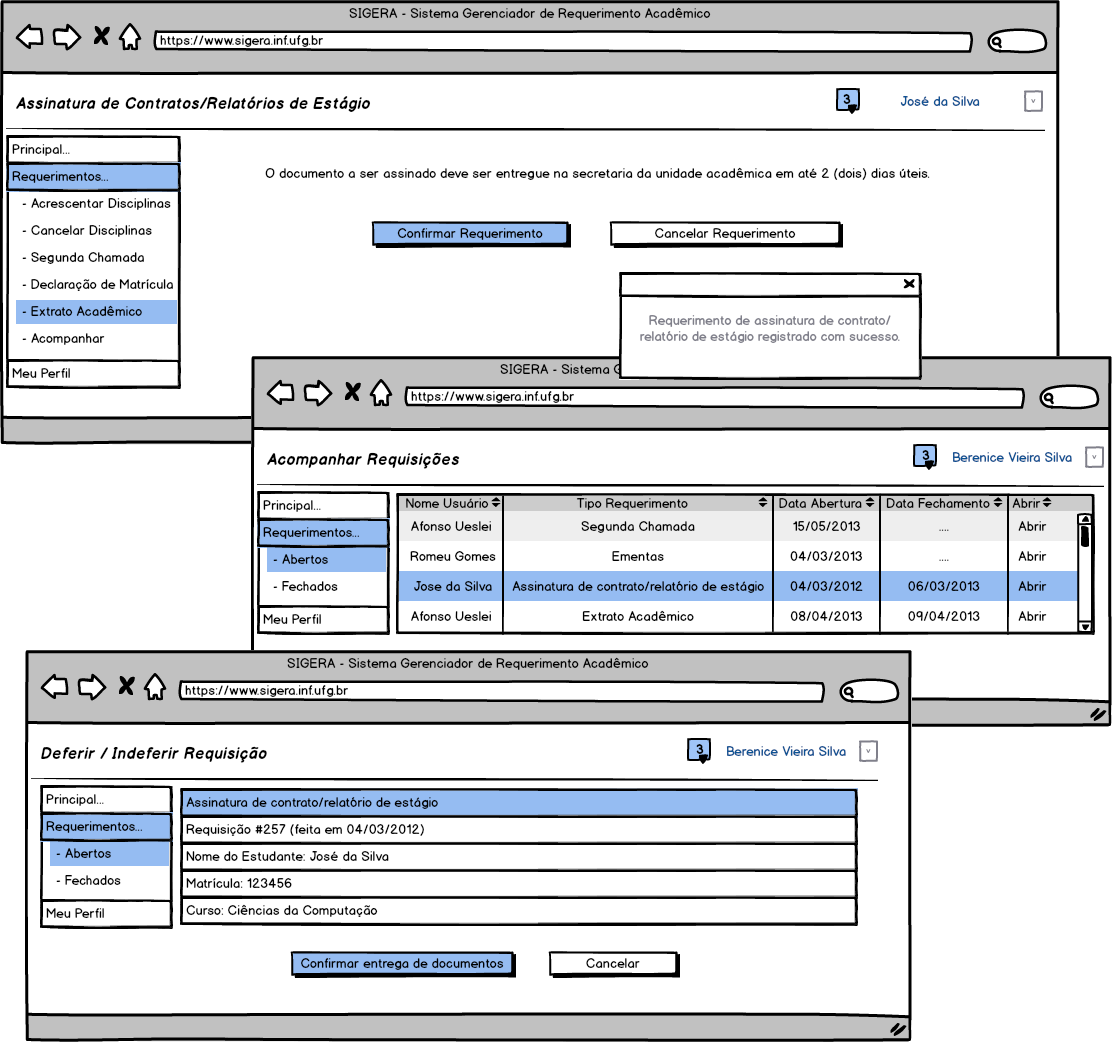 SIGERA - Sistema Gerenciador de Requerimento Acadêmico
https://www.sigera.inf.ufg.br
Assinatura de Contratos/Relatórios de Estágio
3
José da Silva
Principal...
Requerimentos...
- Acrescentar Disciplinas
- Cancelar Disciplinas
- Segunda Chamada
- Declaração de Matrícula
- Extrato Acadêmico
- Acompanhar
Meu Perfil
O documento a ser assinado deve ser entregue na secretaria da unidade acadêmica em até 2 (dois) dias úteis.
Confirmar Requerimento
Cancelar Requerimento
Requerimento de assinatura de contrato/
relatório de estágio registrado com sucesso.
SIGERA - Sistema
https://www.sigera.inf.ufg.br
Acompanhar Requisições
3
Berenice Vieira Silva
Principal...
Requerimentos...
- Abertos
- Fechados
Meu Perfil
Nome Usuário Tipo Requerimento Data Abertura Data Fechamento Abrir
Afonso Ueslei Segunda Chamada 15/05/2013 .... Abrir
Romeu Gomes Ementas 04/03/2013 .... Abrir
Jose da Silva Assinatura de contrato/relatório de estágio 04/03/2012 06/03/2013 Abrir
Afonso Ueslei Extrato Acadêmico 08/04/2013 09/04/2013 Abrir
SIGERA - Sistema Gerenciador de Requerimento Acadêmico
https://www.sigera.inf.ufg.br
Deferir / Indeferir Requisição
3
Berenice Vieira Silva
Principal...
Requerimentos...
- Abertos
- Fechados
Meu Perfil
Assinatura de contrato/relatório de estágio
Requisição #257 (feita em 04/03/2012)
Nome do Estudante: José da Silva
Matrícula: 123456
Curso: Ciências da Computação
Confirmar entrega de documentos
Cancelar